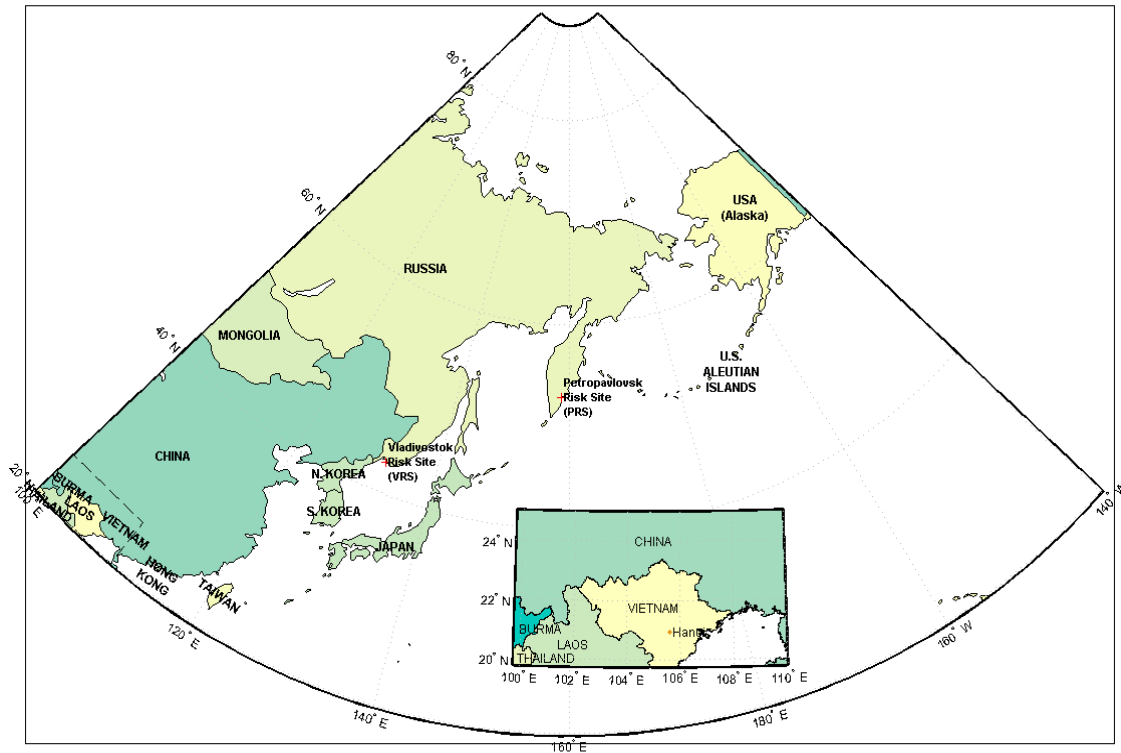 80° N
60° N
USA
(Alaska)
RUSSIA
40° N
MONGOLIA
U.S.
ALEUTIAN
ISLANDS
Petropavlovsk
Risk Site
(PRS)
CHINA
Vladivostok
Risk Site
(VRS)
N. KOREA
20° N
100° E
BURMA
THAILAND
LAOS
VIETNAM
S. KOREA
JAPAN
HONG
KONG
TAIWAN
140° W
24° N
CHINA
22° N
VIETNAM
BURMA
Hanoi
LAOS
20° N
THAILAND
100° E
102° E
104° E
106° E
108° E
110° E
120° E
160° W
140° E
180° E
160° E